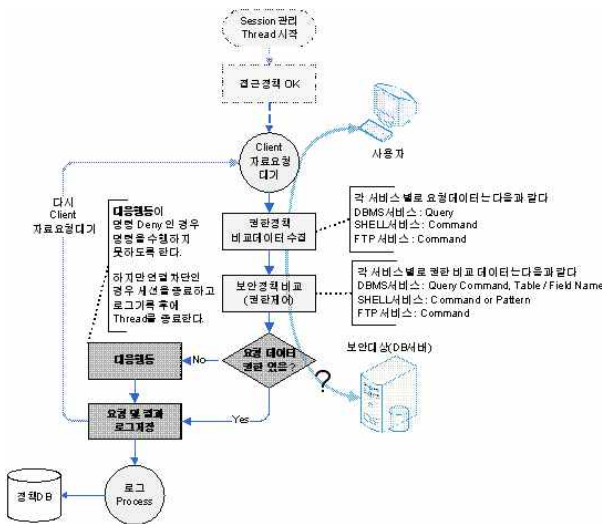 Session 관리
Thread 시작
접근정책 OK
Client
자료요청
대기
사용자
다시
Client
자료요청대기
대응행동이
명령 Deny인 경우
명령을 수행하지
못하도록 한다.
하지만 연결 차단인
경우 세션을 종료하고
로그기록 후에
Thread를 종료한다.
권한정책
비교데이터 수집
각 서비스 별로 요청데이터는 다음과 같다
DBMS서비스 : Query
SHELL서비스 : Command
FTP 서비스 : Command
보안정책비교
(권한제어)
각 서비스별로 권한 비교 데이터는 다음과 같다
DBMS서비스 : Query Command, Table / Field Name
SHELL서비스 : Command or Pattern
FTP 서비스 : Command
대응행동
No
요청 데이터
권한 있음?
?
보안대상(DB서버)
요청 및 결과
로그저장
Yes
로그
Process
정책DB